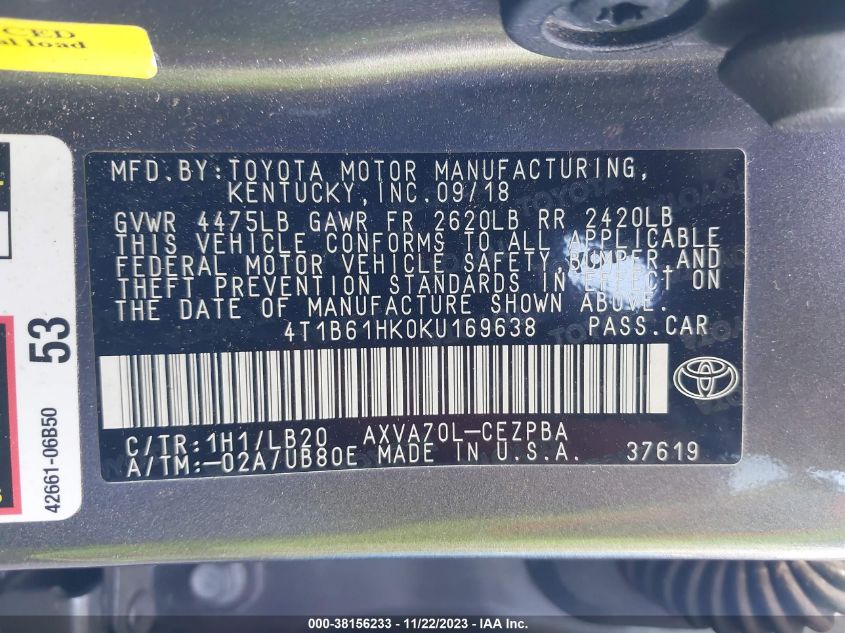 CED
al load
MFD.BY:TOYOTA MOTOR MANUFACTURING,
KENTUCKY,INC.09/18
GVWR 4475LB GAWR FR 2620LB RR 2420LB
THIS VEHICLE CONFORMS TO ALL APPLICABLE
FEDERAL MOTOR VEHICLE SAFETY,BUMPER AND
THEFT PREVENTION STANDARDS IN EFFECT ON
THE DATE OF MANUFACTURE SHOWN ABOVE.
4T1B61HK0KU169638 PASS.CAR
C/TR:1H1/LB20 AXVA70L-CEZPBA
A/TM:-02A/UB80E MADE IN U.S.A. 37619
53
42661-06B50
000-38156233 - 11/22/2023 - IAA Inc.